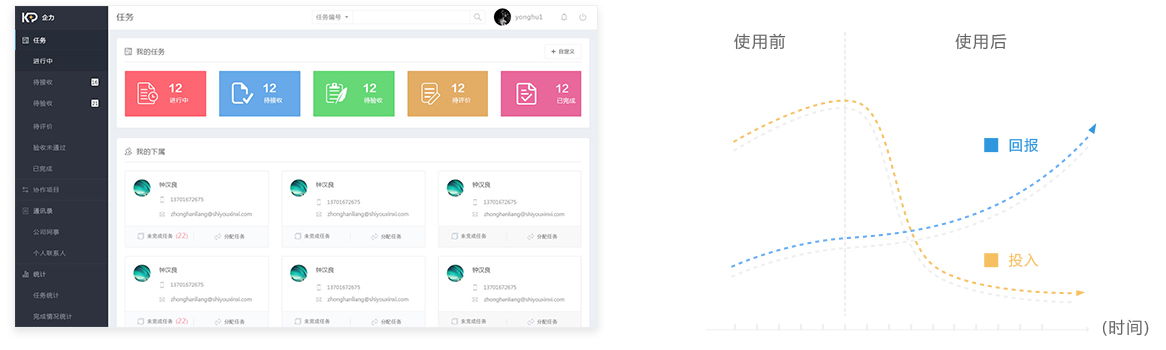 企力
任务
进行中
待接收 16
待验收 21
待评价
验收未通过
已完成
协作项目
通讯录
公司同事
个人联系人
统计
任务统计
完成情况统计
任务
任务编号
yonghu1
我的任务
+ 自定义
12
进行中
12
待接收
12
待验收
12
待评价
12
已完成
我的下属
钟汉良
13701672675
zhonghanliang@shiyouxinxi.com
未完成任务 (22) 分配任务
钟汉良
13701672675
zhonghanliang@shiyouxinxi.com
未完成任务 分配任务
钟汉良
13701672675
zhonghanliang@shiyouxinxi.com
未完成任务 分配任务
钟汉良
13701672675
zhonghanliang@shiyouxinxi.com
未完成任务 (22) 分配任务
钟汉良
13701672675
zhonghanliang@shiyouxinxi.com
未完成任务 分配任务
钟汉良
13701672675
zhonghanliang@shiyouxinxi.com
未完成任务 分配任务
使用前
使用后
回报
投入
(时间)